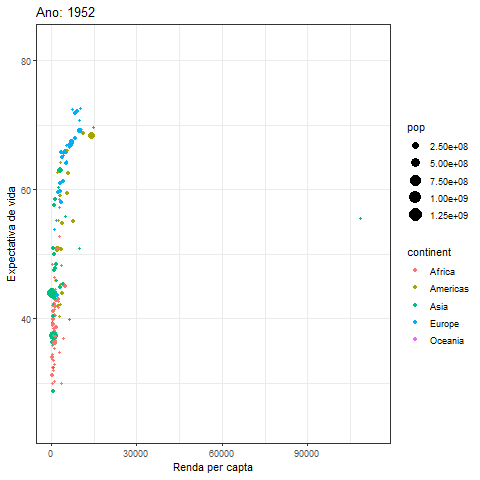 Ano: 1952
80
60
40
Expectativa de vida
0
30000
60000
90000
Renda per capta
pop
2.50e+08
5.00e+08
7.50e+08
1.00e+09
1.25e+09
continent
Africa
Americas
Asia
Europe
Oceania